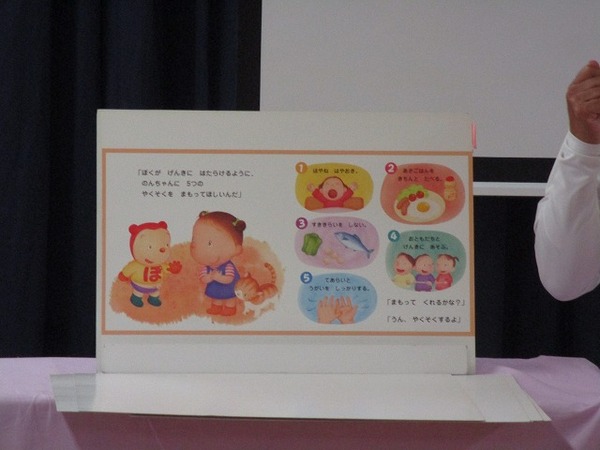 「ぼくが げんきに はたらけるように、
のんちゃんに 5つの
やくそくを まもってほしいんだ」
ほ
1 はやね はやおき。
2 あさごはんを
きちんと たべる。
3 すききらいを しない。
4 おともだちと
げんきに あそぶ。
5 てあらいと
うがいを しっかりする。
「まもって くれるかな？」
「うん、やくそくするよ」